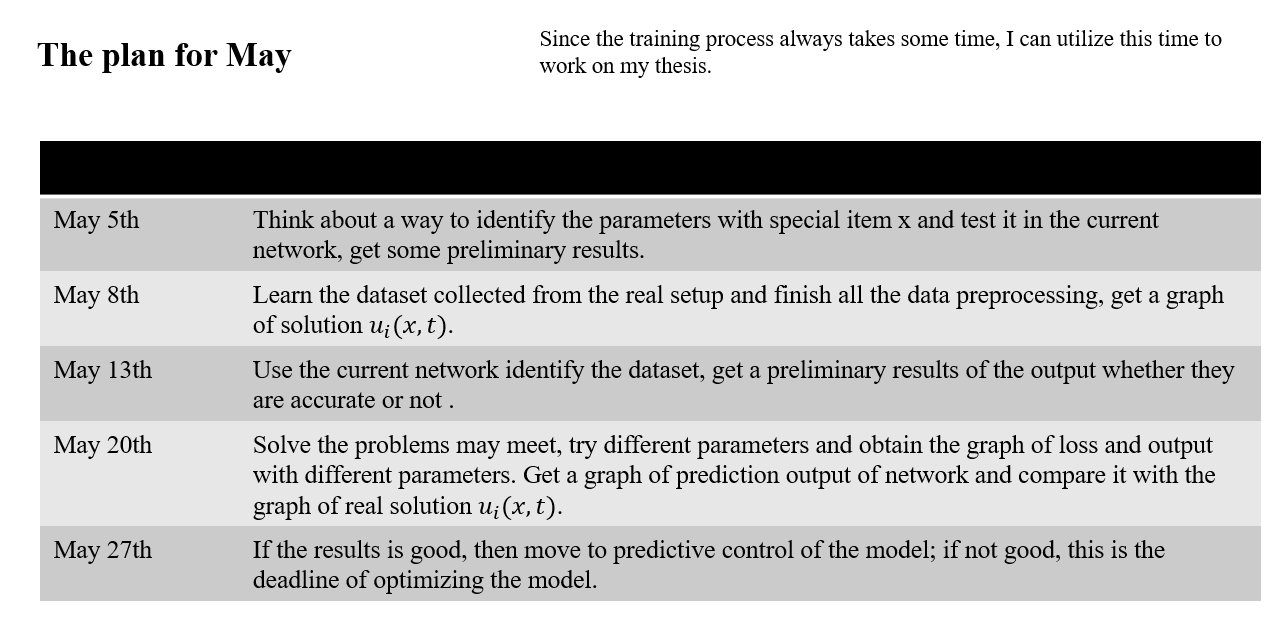 The plan for May
Since the training process always takes some time, I can utilize this time to
work on my thesis.
May 5th
Think about a way to identify the parameters with special item x and test it in the current
network, get some preliminary results.
May 8th
Learn the dataset collected from the real setup and finish all the data preprocessing, get a graph
of solution 𝑢ᵢ(𝑥, 𝑡).
May 13th
Use the current network identify the dataset, get a preliminary results of the output whether they
are accurate or not .
May 20th
Solve the problems may meet, try different parameters and obtain the graph of loss and output
with different parameters. Get a graph of prediction output of network and compare it with the
graph of real solution 𝑢ᵢ(𝑥, 𝑡).
May 27th
If the results is good, then move to predictive control of the model; if not good, this is the
deadline of optimizing the model.